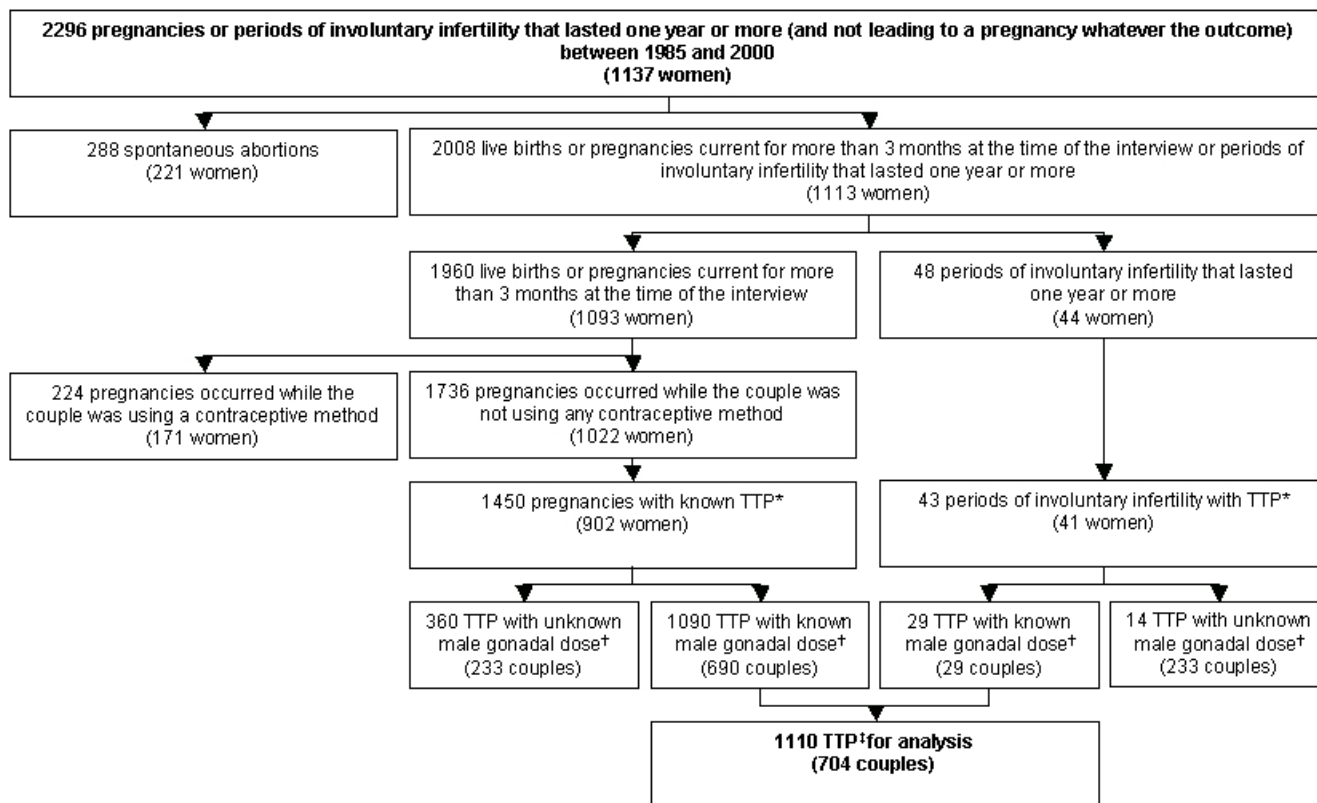 2296 pregnancies or periods of involuntary infertility that lasted one year or more (and not leading to a pregnancy whatever the outcome)
between 1985 and 2000
(1137 women)
288 spontaneous abortions
(221 women)
2008 live births or pregnancies current for more than 3 months at the time of the interview or periods of
involuntary infertility that lasted one year or more
(1113 women)
1960 live births or pregnancies current for more
than 3 months at the time of the interview
(1093 women)
48 periods of involuntary infertility that lasted
one year or more
(44 women)
224 pregnancies occurred while the
couple was using a contraceptive method
(171 women)
1736 pregnancies occurred while the couple was
not using any contraceptive method
(1022 women)
1450 pregnancies with known TTP*
(902 women)
43 periods of involuntary infertility with TTP*
(41 women)
360 TTP with unknown
male gonadal dose†
(233 couples)
1090 TTP with known
male gonadal dose†
(690 couples)
29 TTP with known
male gonadal dose†
(29 couples)
14 TTP with unknown
male gonadal dose†
(233 couples)
1110 TTP‡for analysis
(704 couples)